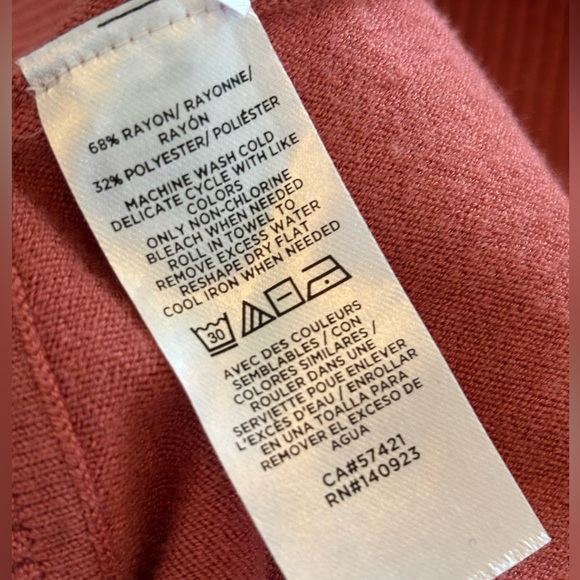 68% RAYON/ RAYONNE/
RAYÓN
32% POLYESTER/ POLIÉSTER
MACHINE WASH COLD
DELICATE CYCLE WITH LIKE
COLORS
ONLY NON-CHLORINE
BLEACH WHEN NEEDED
ROLL IN TOWEL TO
REMOVE EXCESS WATER
RESHAPE DRY FLAT
COOL IRON WHEN NEEDED
30
AVEC DES COULEURS
SEMBLABLES / CON
COLORES SIMILARES /
ROULER DANS UNE
SERVIETTE POUE ENLEVER
L'EXCÈS D'EAU / ENROLLAR
EN UNA TOALLA PARA
REMOVER EL EXCESO DE
AGUA
CA#57421
RN#140923